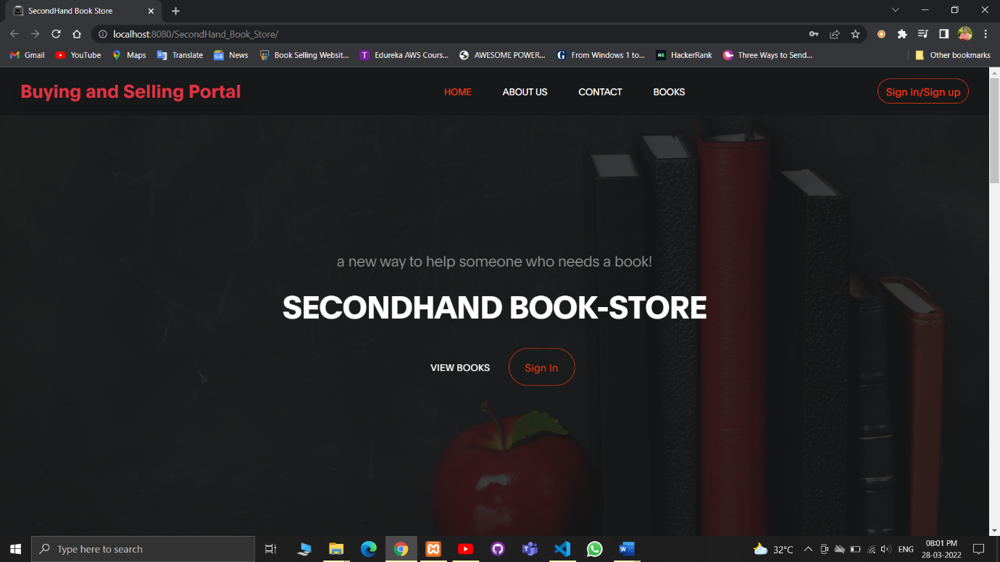 SecondHand Book Store
localhost:8080/SecondHand_Book_Store/
Gmail YouTube Maps Translate News Book Selling Websit... Edureka AWS Cours... AWESOME POWER... From Windows 1 to... HackerRank Three Ways to Send... Other bookmarks
Buying and Selling Portal HOME ABOUT US CONTACT BOOKS Sign in/Sign up
a new way to help someone who needs a book!
SECONDHAND BOOK-STORE
VIEW BOOKS Sign In
Type here to search 32°C ENG 08:01 PM
28-03-2022